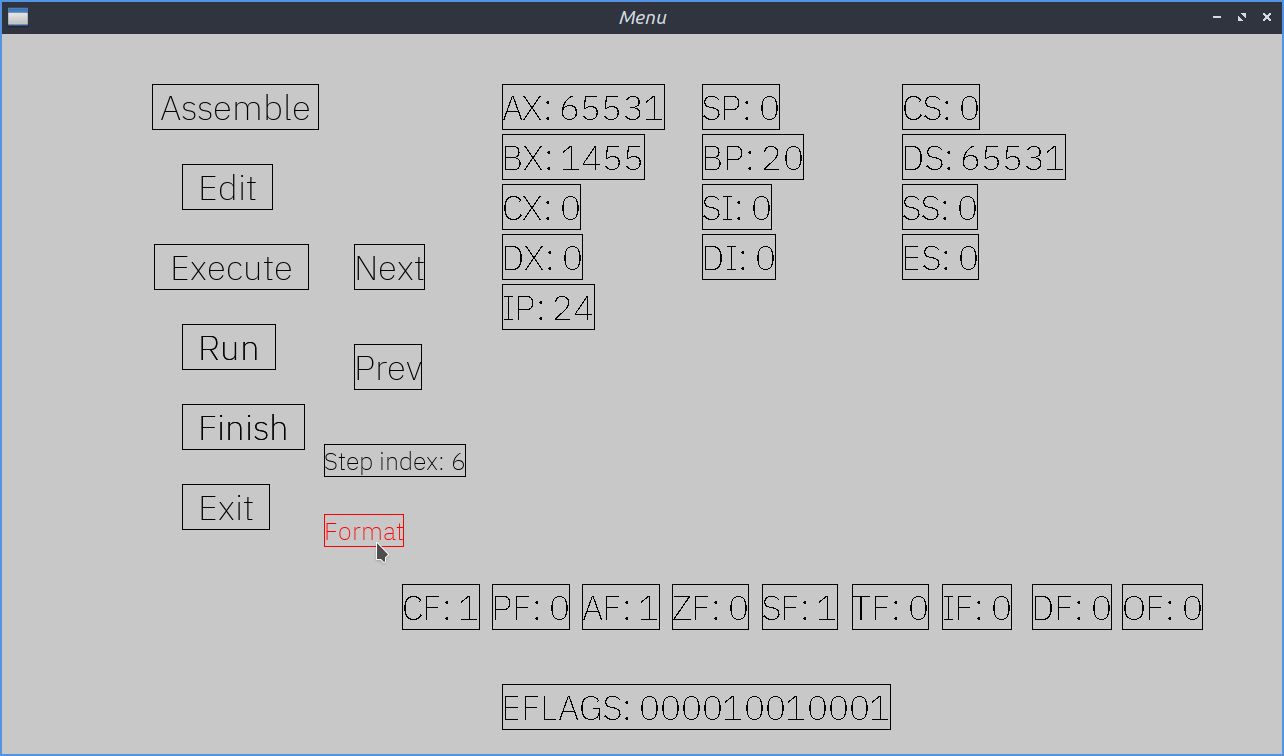 Menu
Assemble
AX: 65531 SP: 0 CS: 0
BX: 1455 BP: 20 DS: 65531
Edit
CX: 0 SI: 0 SS: 0
Execute Next
DX: 0 DI: 0 ES: 0
IP: 24
Run
Prev
Finish
Step index: 6
Exit
Format
CF: 1 PF: 0 AF: 1 ZF: 0 SF: 1 TF: 0 IF: 0 DF: 0 OF: 0
EFLAGS: 000010010001